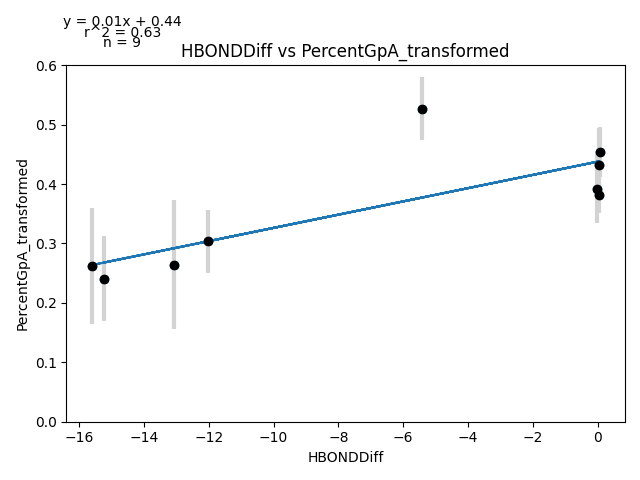 y = 0.01x + 0.44
r^2 = 0.63
n = 9
HBONDDiff vs PercentGpA_transformed
PercentGpA_transformed
0.6
0.5
0.4
0.3
0.2
0.1
0.0
−16 −14 −12 −10 −8 −6 −4 −2 0
HBONDDiff